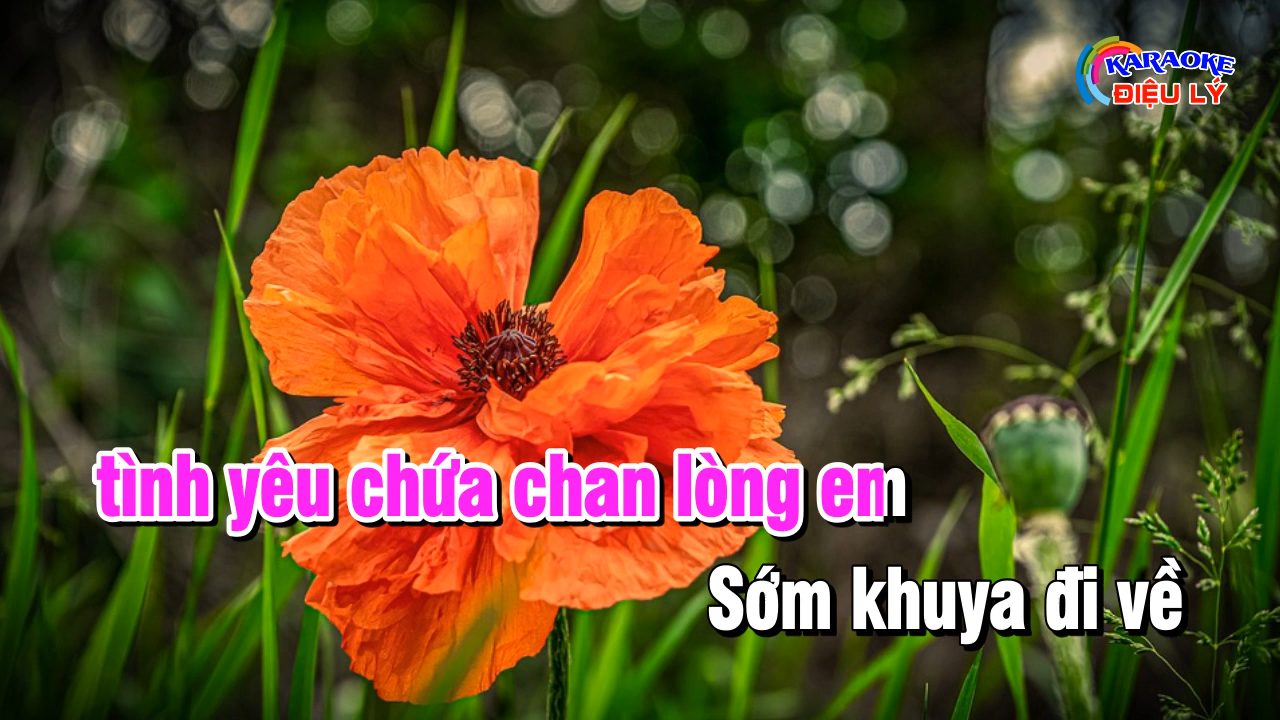 KARAOKE
ĐIỆU LÝ
tình yêu chứa chan lòng em
Sớm khuya đi về